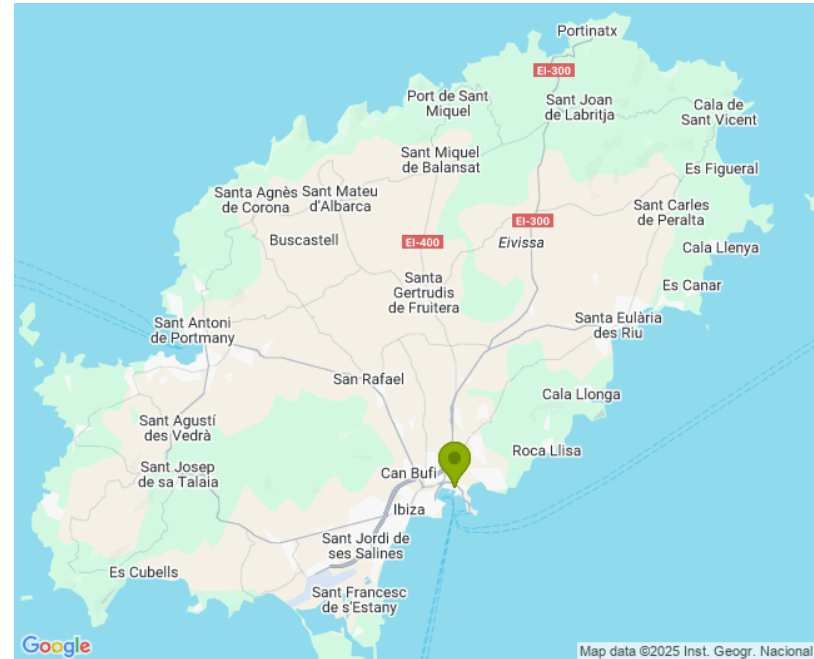 Portinatx
EI-300
Port de Sant
Miquel
Sant Joan
de Labritja
Cala de
Sant Vicent
Sant Miquel
de Balansat
Es Figueral
Santa Agnès
de Corona
Sant Mateu
d'Albarca
Sant Carles
de Peralta
EI-300
Buscastell
EI-400
Eivissa
Cala Llenya
Santa
Gertrudis
de Fruitera
Es Canar
Sant Antoni
de Portmany
Santa Eulària
des Riu
San Rafael
Cala Llonga
Sant Agustí
des Vedrà
Roca Llisa
Sant Josep
de sa Talaia
Can Bufi
Ibiza
Sant Jordi de
ses Salines
Es Cubells
Sant Francesc
de s'Estany
Google
Map data ©2025 Inst. Geogr. Nacional